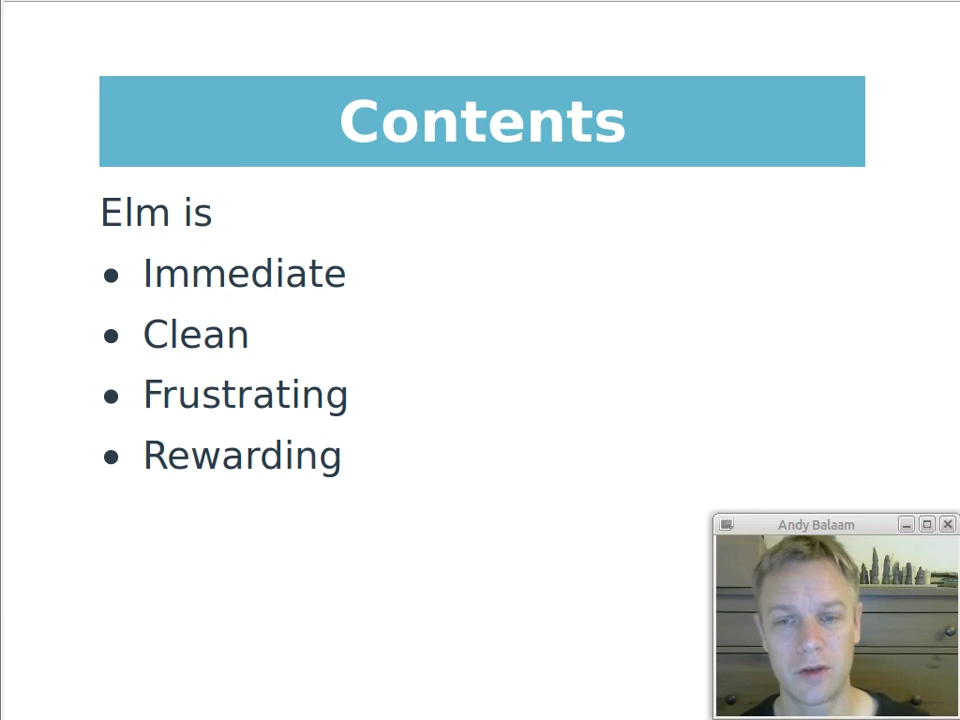 Contents
Elm is
• Immediate
• Clean
• Frustrating
• Rewarding
Andy Balaam